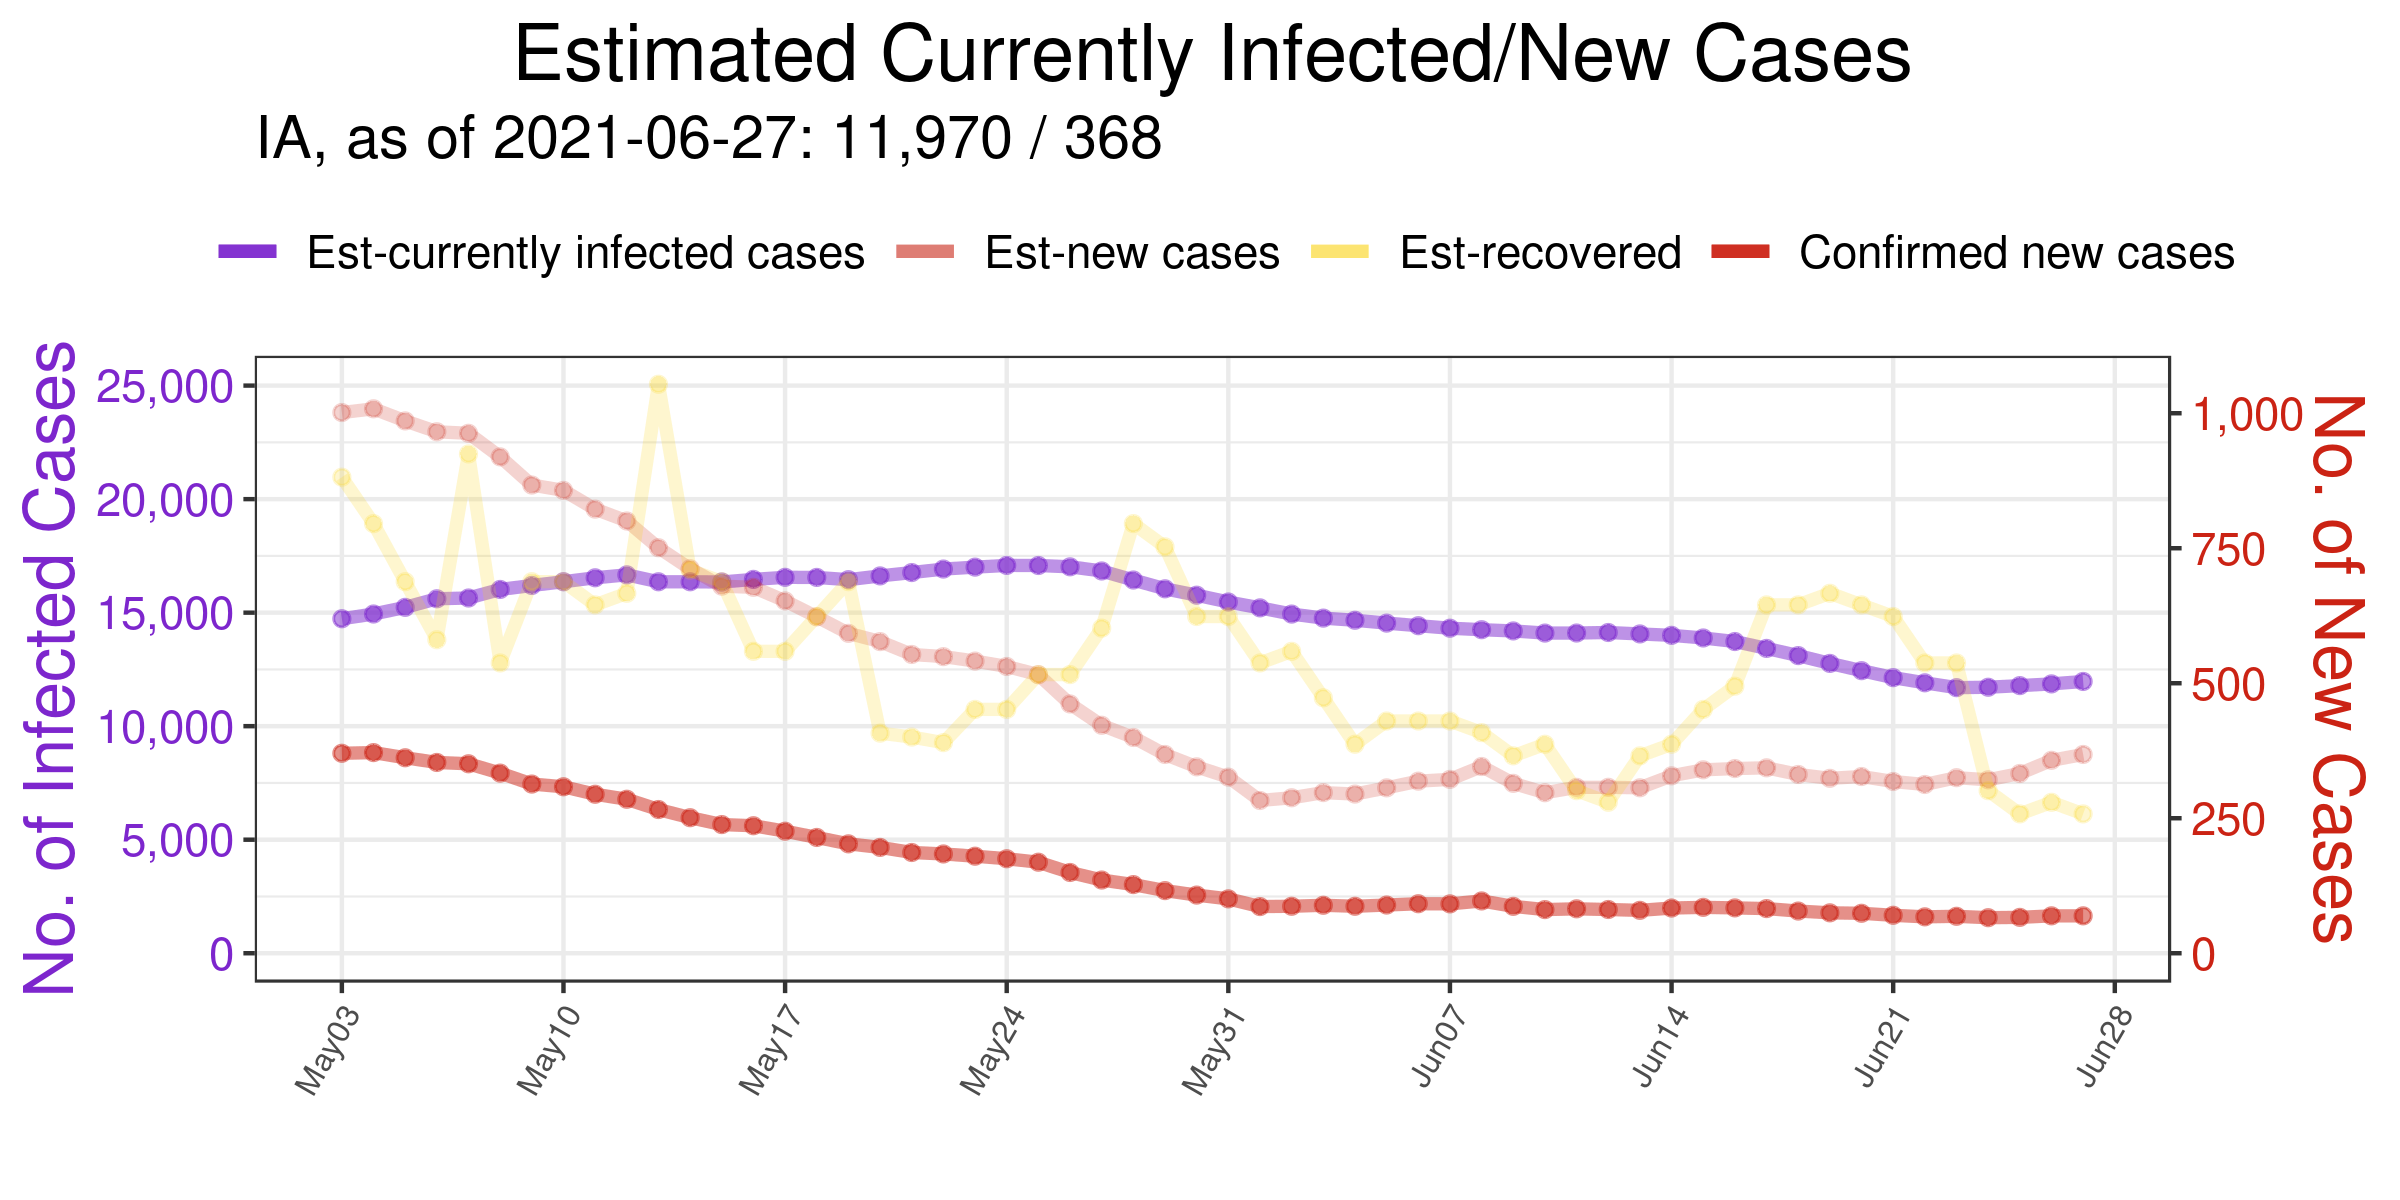 Estimated Currently Infected/New Cases
IA, as of 2021-06-27: 11,970 / 368
Est-currently infected cases Est-new cases Est-recovered Confirmed new cases
No. of Infected Cases
25,000
20,000
15,000
10,000
5,000
0
1,000
750
500
250
0
No. of New Cases
May03 May10 May17 May24 May31 Jun07 Jun14 Jun21 Jun28